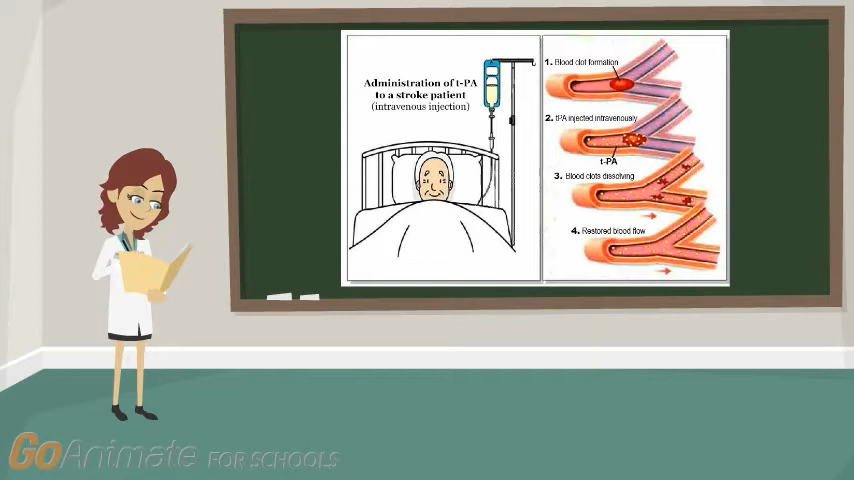 Administration of t-PA
to a stroke patient
(intravenous injection)
1. Blood clot formation
2. tPA injected intravenously
t-PA
3. Blood clots dissolving
4. Restored blood flow
GoAnimate FOR SCHOOLS